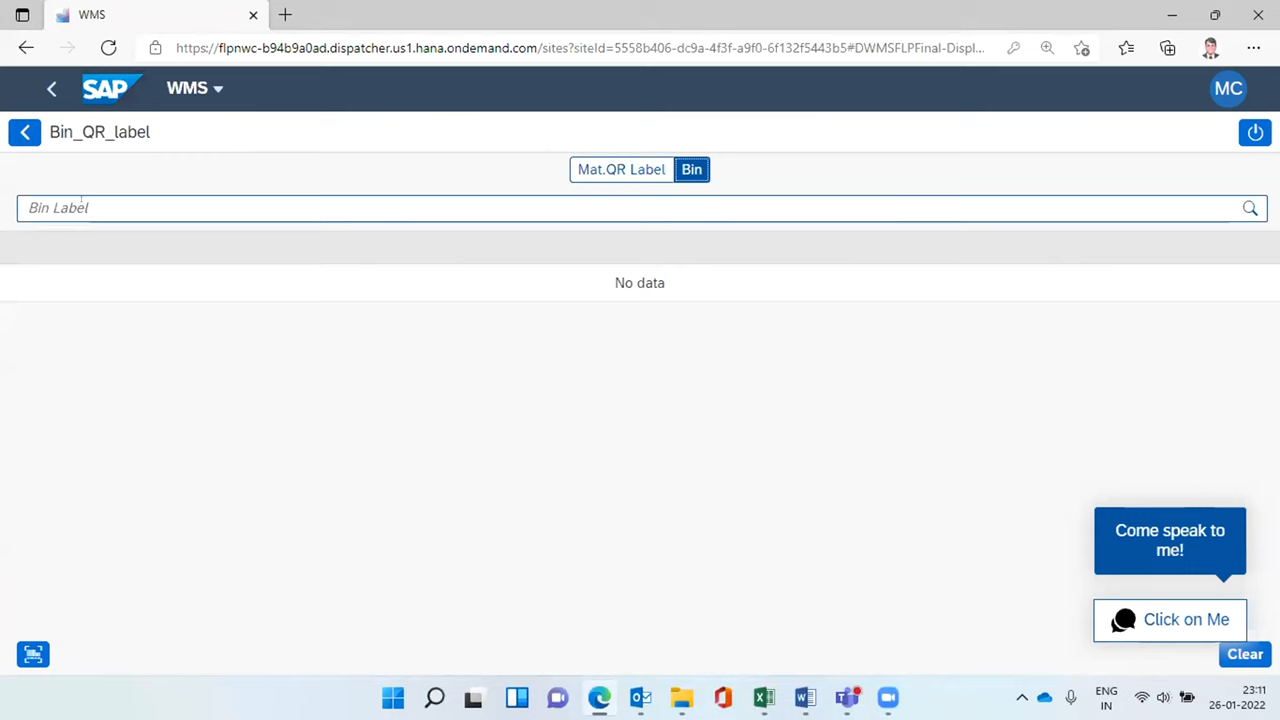 WMS
https://flpnwc-b94b9a0ad.dispatcher.us1.hana.ondemand.com/sites?siteId=5558b406-dc9a-4f3f-a9f0-6f132f5443b5#DWMSFLPFinal-Displ...
SAP
WMS
MC
Bin_QR_label
Mat.QR Label
Bin
Bin Label
No data
Come speak to
me!
Click on Me
Clear
ENG
IN
23:11
26-01-2022